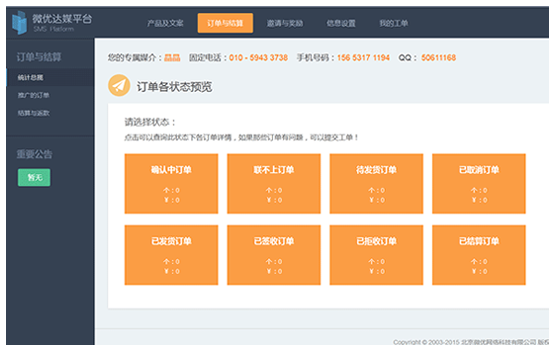 微优达媒平台
SMS Platform
产品及文案 订单与结算 邀请与奖励 信息设置 我的工单
订单与结算
统计总揽
推广的订单
结算与返款
重要公告
暂无
您的专属媒介：晶晶 固定电话：010 - 5943 3738 手机号码：156 5317 1194 QQ： 50611168
订单各状态预览
请选择状态：
点击可以查询此状态下各订单详情，如果那些订单有问题，可以提交工单！
确认中订单
个：0
￥：0
联不上订单
个：0
￥：0
待发货订单
个：0
￥：0
已取消订单
个：0
￥：0
已发货订单
个：0
￥：0
已签收订单
个：0
￥：0
已拒收订单
个：0
￥：0
已结算订单
个：0
￥：0
Copyright © 2003-2015 北京微优网络科技有限公司 版权